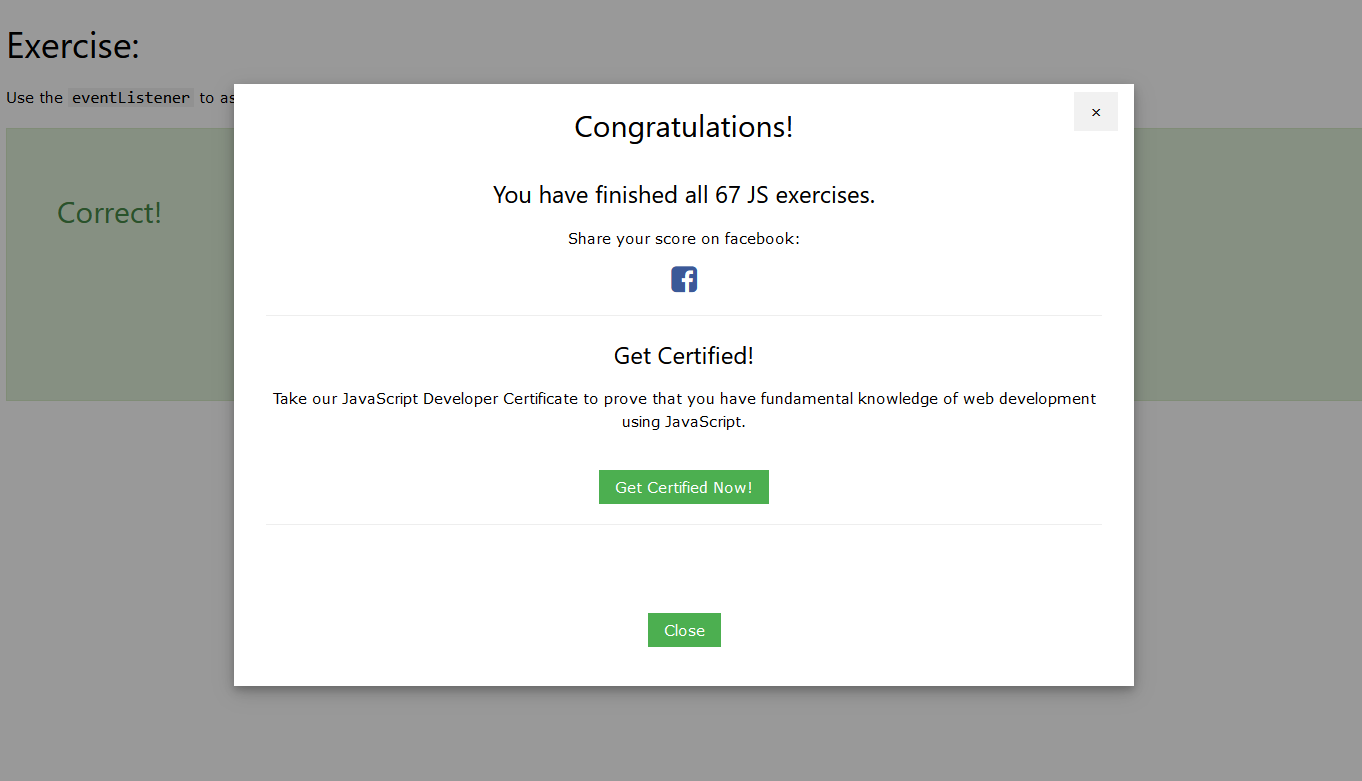 Exercise:
Use the eventListener to as
×
Congratulations!
Correct!
You have finished all 67 JS exercises.
Share your score on facebook:
Get Certified!
Take our JavaScript Developer Certificate to prove that you have fundamental knowledge of web development
using JavaScript.
Get Certified Now!
Close